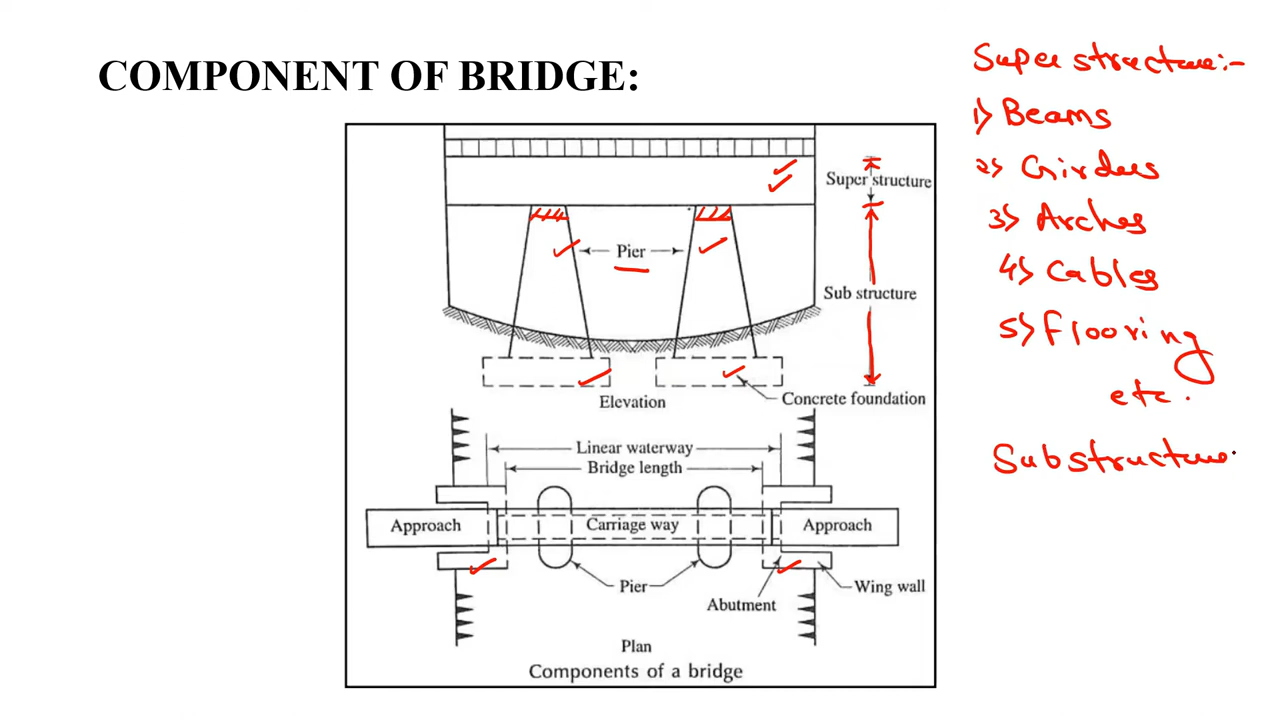 COMPONENT OF BRIDGE:
Super structure
Pier
Sub structure
Concrete foundation
Elevation
Linear waterway
Bridge length
Approach
Carriage way
Approach
Pier
Wing wall
Abutment
Plan
Components of a bridge
Super structure:-
1) Beams
2) Girders
3) Arches
4) Cables
5) Flooring
etc.
Substructure